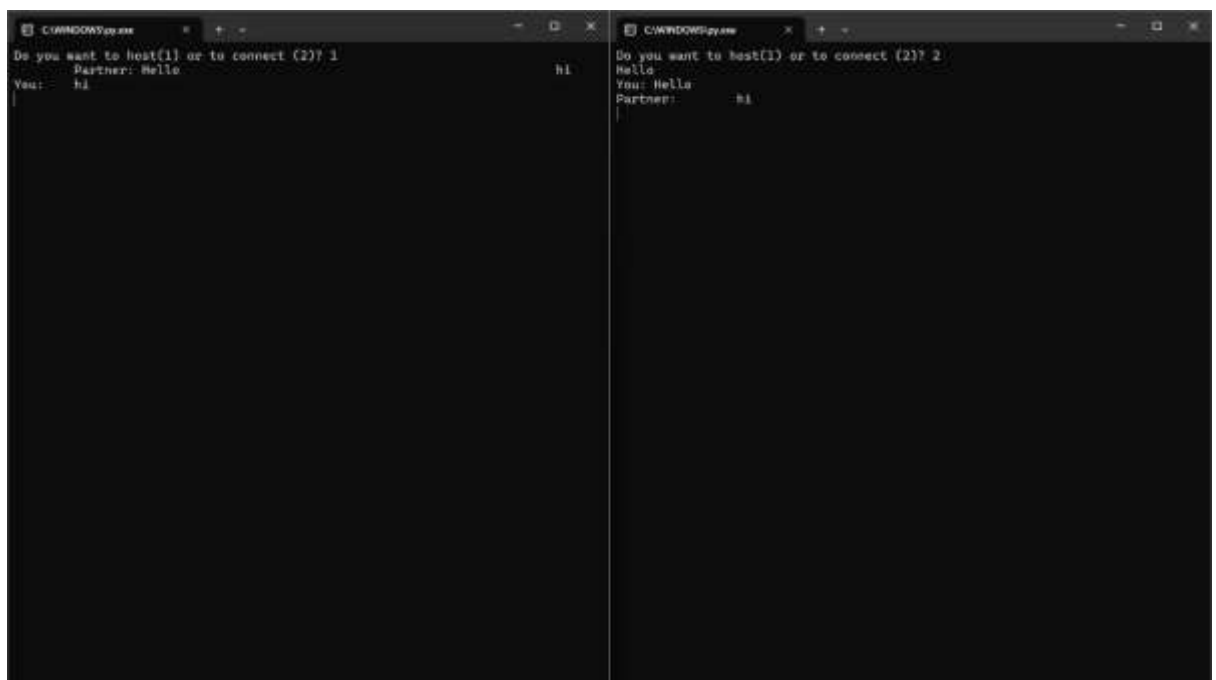 C:\WINDOWS\py.exe
Do you want to host(1) or to connect (2)? 1
Partner: Hello hi
You: hi
C:\WINDOWS\py.exe
Do you want to host(1) or to connect (2)? 2
Hello
You: Hello
Partner: hi